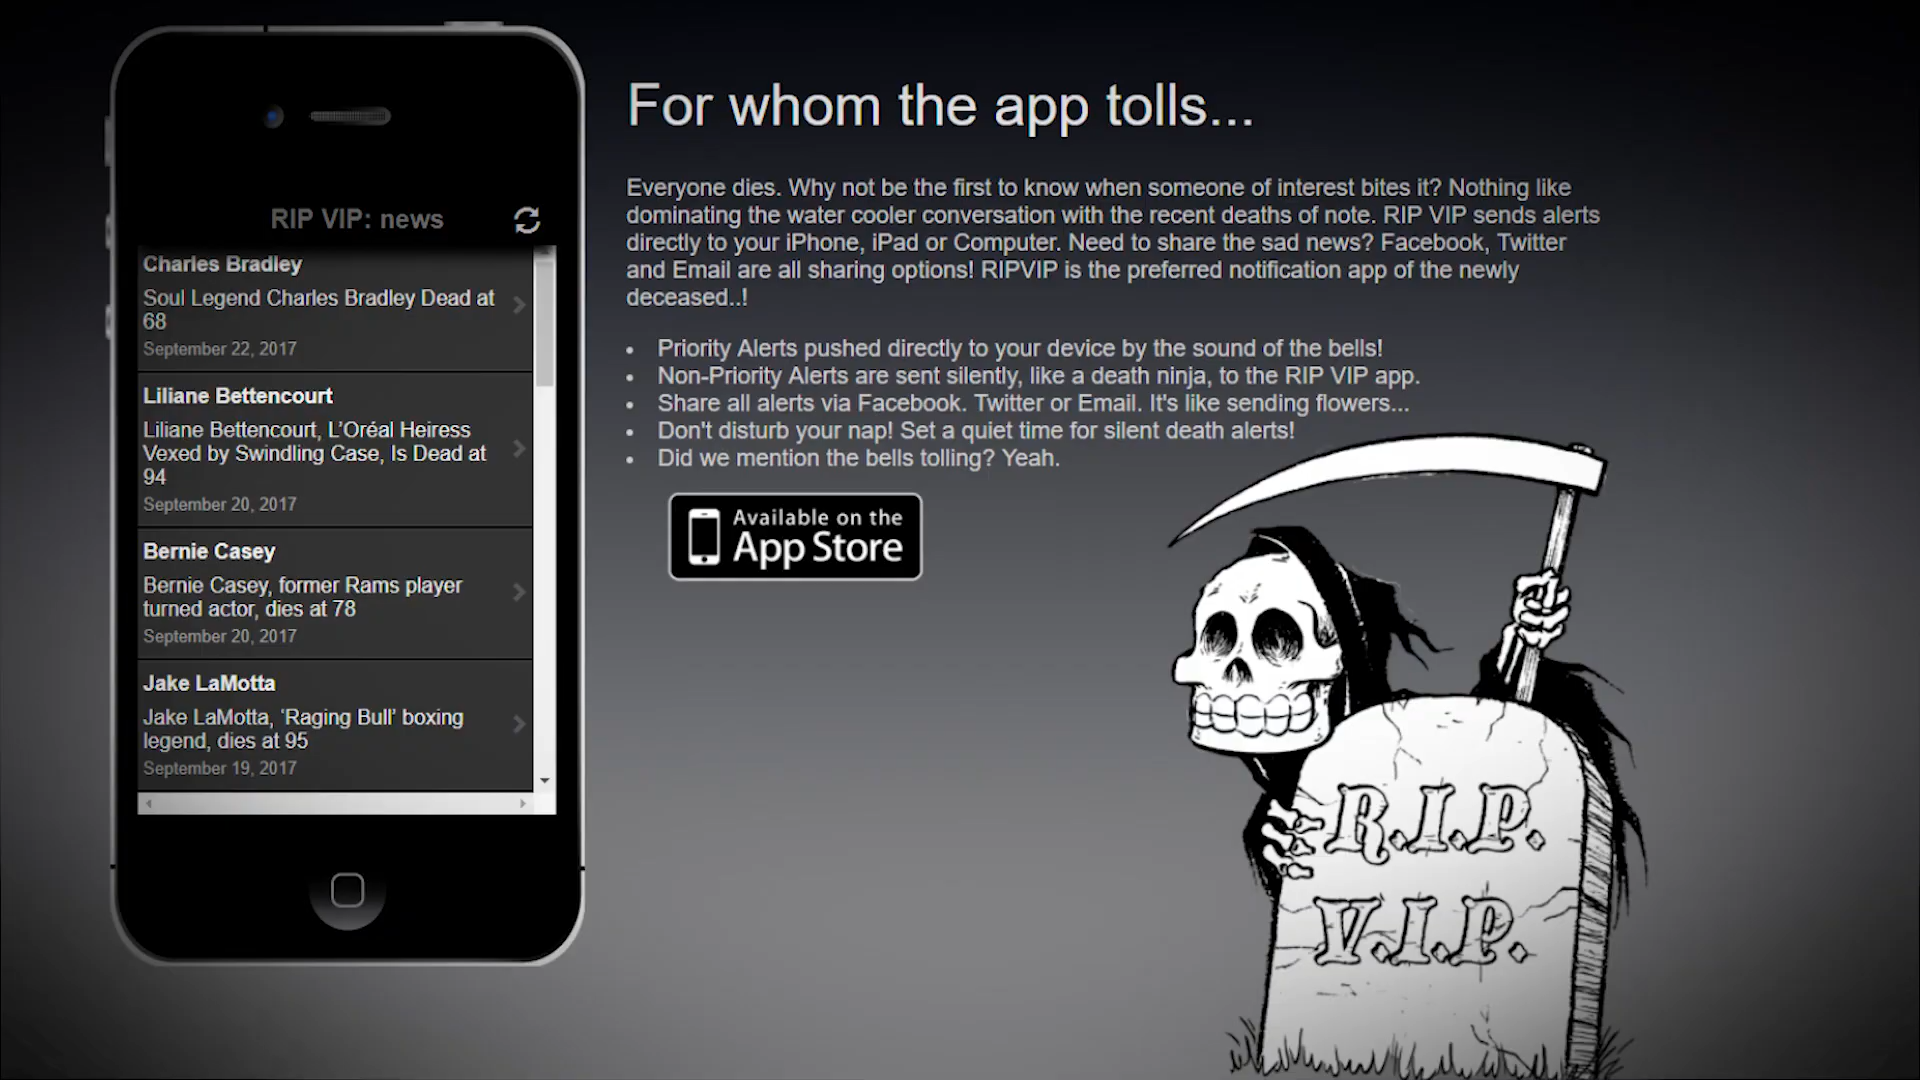 RIP VIP: news
Charles Bradley
Soul Legend Charles Bradley Dead at
68
September 22, 2017
Liliane Bettencourt
Liliane Bettencourt, L'Oréal Heiress
Vexed by Swindling Case, Is Dead at
94
September 20, 2017
Bernie Casey
Bernie Casey, former Rams player
turned actor, dies at 78
September 20, 2017
Jake LaMotta
Jake LaMotta, 'Raging Bull' boxing
legend, dies at 95
September 19, 2017
For whom the app tolls...
Everyone dies. Why not be the first to know when someone of interest bites it? Nothing like
dominating the water cooler conversation with the recent deaths of note. RIP VIP sends alerts
directly to your iPhone, iPad or Computer. Need to share the sad news? Facebook, Twitter
and Email are all sharing options! RIPVIP is the preferred notification app of the newly
deceased..!
• Priority Alerts pushed directly to your device by the sound of the bells!
• Non-Priority Alerts are sent silently, like a death ninja, to the RIP VIP app.
• Share all alerts via Facebook. Twitter or Email. It's like sending flowers...
• Don't disturb your nap! Set a quiet time for silent death alerts!
• Did we mention the bells tolling? Yeah.
Available on the
App Store
R.I.P.
V.I.P.